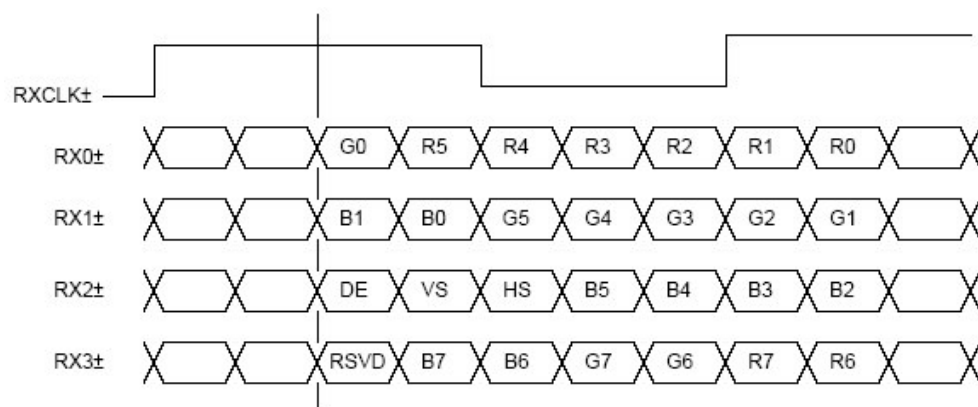 RXCLK±
RX0± G0 R5 R4 R3 R2 R1 R0
RX1± B1 B0 G5 G4 G3 G2 G1
RX2± DE VS HS B5 B4 B3 B2
RX3± RSVD B7 B6 G7 G6 R7 R6